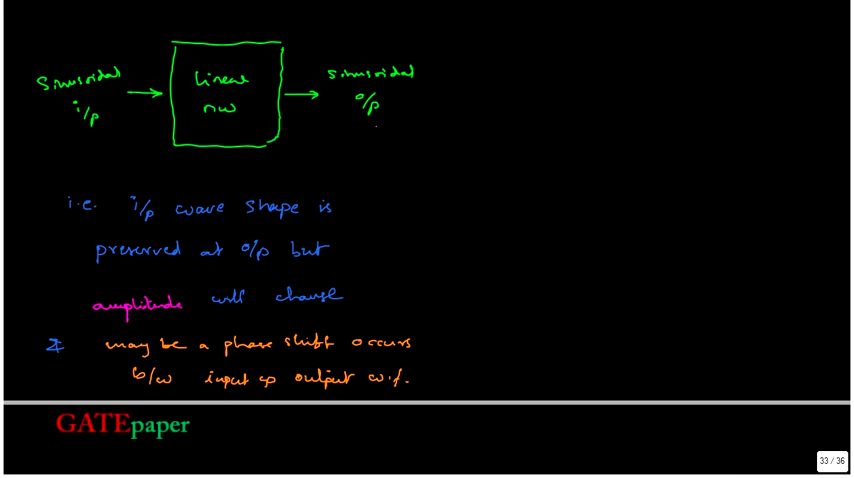 Sinusoidal
i/p
linear
nw
sinusoidal
o/p
i.e. i/p wave shape is
preserved at o/p but
amplitude will change
* may be a phase shift occurs
b/w input & output w.f.
GATEpaper
33 / 36